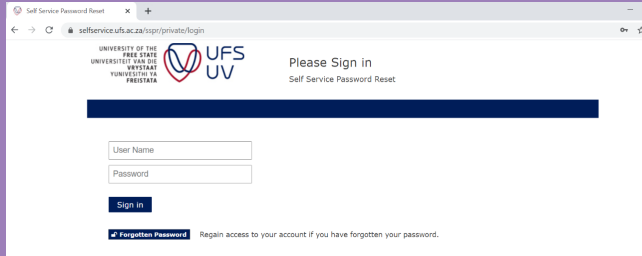 Self Service Password Reset
selfservice.ufs.ac.za/sspr/private/login
UNIVERSITY OF THE
FREE STATE
UNIVERSITEIT VAN DIE
VRYSTAAT
YUNIVESITHI YA
FREISTATA
UFS
UV
Please Sign in
Self Service Password Reset
User Name
Password
Sign in
Forgotten Password Regain access to your account if you have forgotten your password.